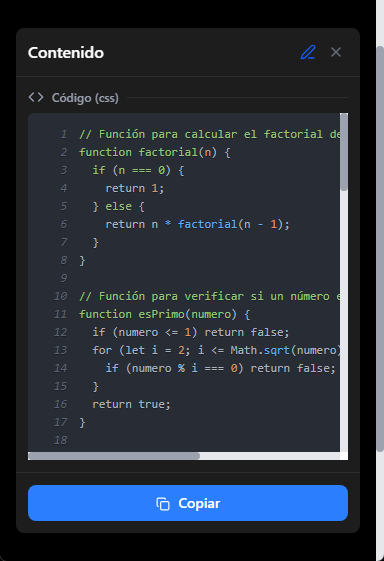 Contenido
Código (css)
1 // Función para calcular el factorial de
2 function factorial(n) {
3   if (n === 0) {
4     return 1;
5   } else {
6     return n * factorial(n - 1);
7   }
8 }
9
10 // Función para verificar si un número e
11 function esPrimo(numero) {
12   if (numero <= 1) return false;
13   for (let i = 2; i <= Math.sqrt(numero)
14     if (numero % i === 0) return false;
15   }
16   return true;
17 }
18
Copiar